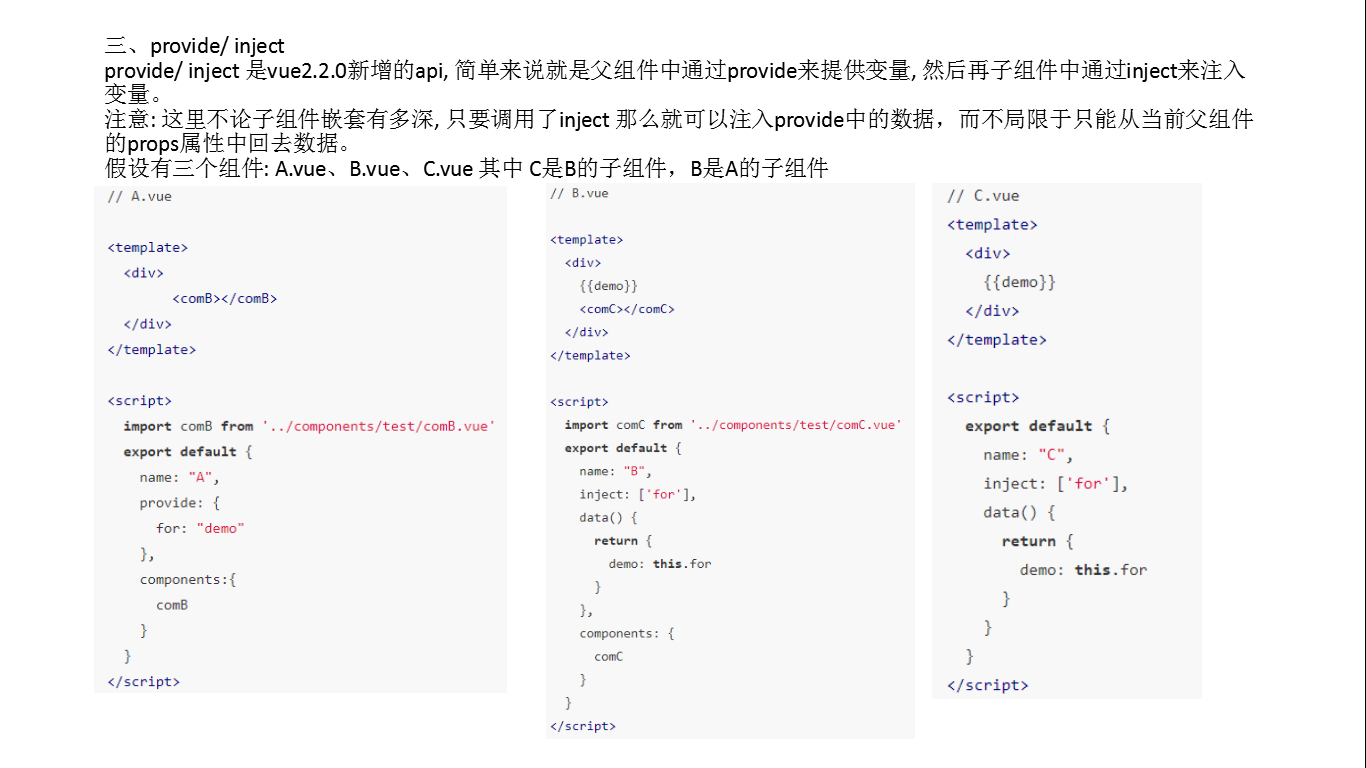 三、provide/ inject
provide/ inject 是vue2.2.0新增的api, 简单来说就是父组件中通过provide来提供变量, 然后再子组件中通过inject来注入
变量。
注意: 这里不论子组件嵌套有多深, 只要调用了inject 那么就可以注入provide中的数据，而不局限于只能从当前父组件
的props属性中回去数据。
假设有三个组件: A.vue、B.vue、C.vue 其中 C是B的子组件，B是A的子组件
// A.vue
<template>
<div>
<comB></comB>
</div>
</template>
<script>
import comB from '../components/test/comB.vue'
export default {
name: "A",
provide: {
for: "demo"
},
components:{
comB
}
}
</script>
// B.vue
<template>
<div>
{{demo}}
<comC></comC>
</div>
</template>
<script>
import comC from '../components/test/comC.vue'
export default {
name: "B",
inject: ['for'],
data() {
return {
demo: this.for
}
},
components: {
comC
}
}
</script>
// C.vue
<template>
<div>
{{demo}}
</div>
</template>
<script>
export default {
name: "C",
inject: ['for'],
data() {
return {
demo: this.for
}
}
}
</script>